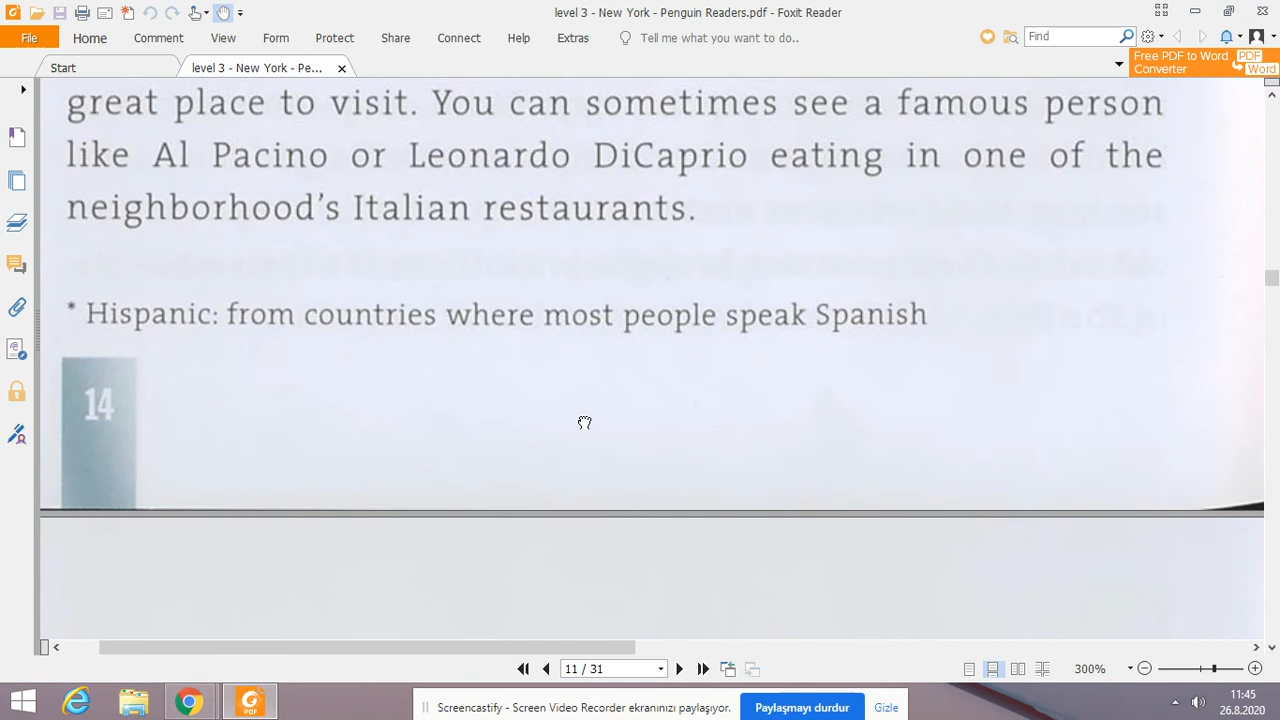 level 3 - New York - Penguin Readers.pdf - Foxit Reader
File Home Comment View Form Protect Share Connect Help Extras Tell me what you want to do.. Find
Start level 3 - New York - Pe... Free PDF to Word Converter PDF Word
great place to visit. You can sometimes see a famous person
like Al Pacino or Leonardo DiCaprio eating in one of the
neighborhood's Italian restaurants.
* Hispanic: from countries where most people speak Spanish
14
11 / 31 300%
Screencastify - Screen Video Recorder ekranınızı paylaşıyor. Paylaşmayı durdur Gizle
PDF
11:45
26.8.2020